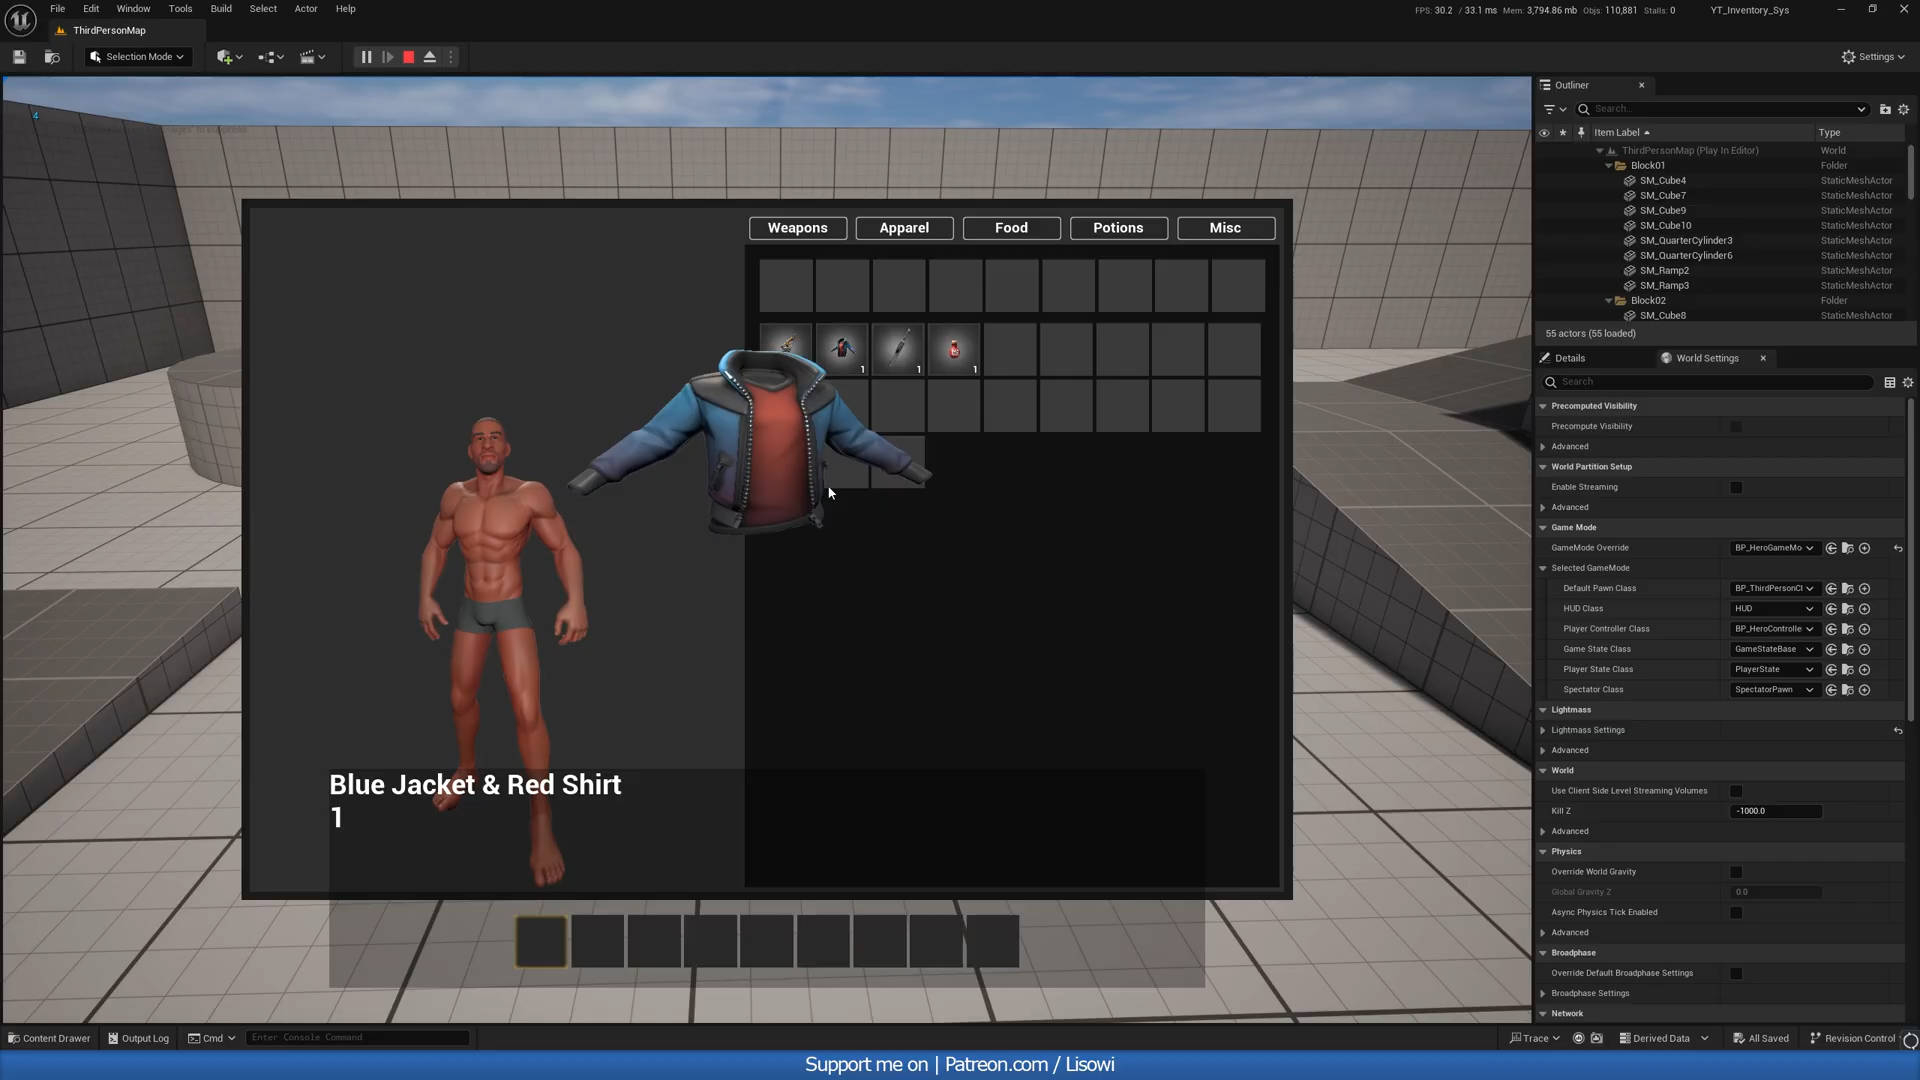 File Edit Window Tools Build Select Actor Help
FPS: 30.2 / 33.1 ms Mem: 3,794.86 mb Objs: 110,881 Stalls: 0
YT_Inventory_Sys
ThirdPersonMap
Selection Mode
Settings
4
to suppress
Weapons Apparel Food Potions Misc
1 1 1
Blue Jacket & Red Shirt
1
Outliner
Search...
Item Label Type
ThirdPersonMap (Play In Editor) World
Block01 Folder
SM_Cube4 StaticMeshActor
SM_Cube7 StaticMeshActor
SM_Cube9 StaticMeshActor
SM_Cube10 StaticMeshActor
SM_QuarterCylinder3 StaticMeshActor
SM_QuarterCylinder6 StaticMeshActor
SM_Ramp2 StaticMeshActor
SM_Ramp3 StaticMeshActor
Block02 Folder
SM_Cube8 StaticMeshActor
55 actors (55 loaded)
Details World Settings
Search
Precomputed Visibility
Precompute Visibility
Advanced
World Partition Setup
Enable Streaming
Advanced
Game Mode
GameMode Override BP_HeroGameMo
Selected GameMode
Default Pawn Class BP_ThirdPersonCl
HUD Class HUD
Player Controller Class BP_HeroControlle
Game State Class GameStateBase
Player State Class PlayerState
Spectator Class SpectatorPawn
Lightmass
Lightmass Settings
Advanced
World
Use Client Side Level Streaming Volumes
Kill Z -1000.0
Advanced
Physics
Override World Gravity
Global Gravity Z 0.0
Async Physics Tick Enabled
Advanced
Broadphase
Override Default Broadphase Settings
Broadphase Settings
Network
Content Drawer Output Log Cmd Enter Console Command
Trace Derived Data All Saved Revision Control
Support me on | Patreon.com / Lisowi